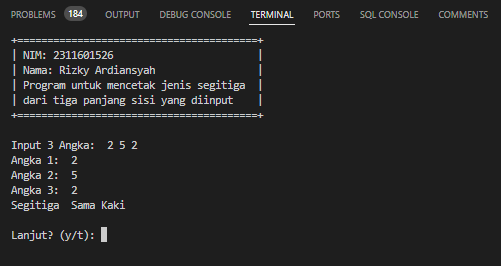 PROBLEMS 184 OUTPUT DEBUG CONSOLE TERMINAL PORTS SQL CONSOLE COMMENTS
+========================================+
| NIM: 2311601526 |
| Nama: Rizky Ardiansyah |
| Program untuk mencetak jenis segitiga |
| dari tiga panjang sisi yang diinput |
+========================================+
Input 3 Angka: 2 5 2
Angka 1: 2
Angka 2: 5
Angka 3: 2
Segitiga Sama Kaki
Lanjut? (y/t):